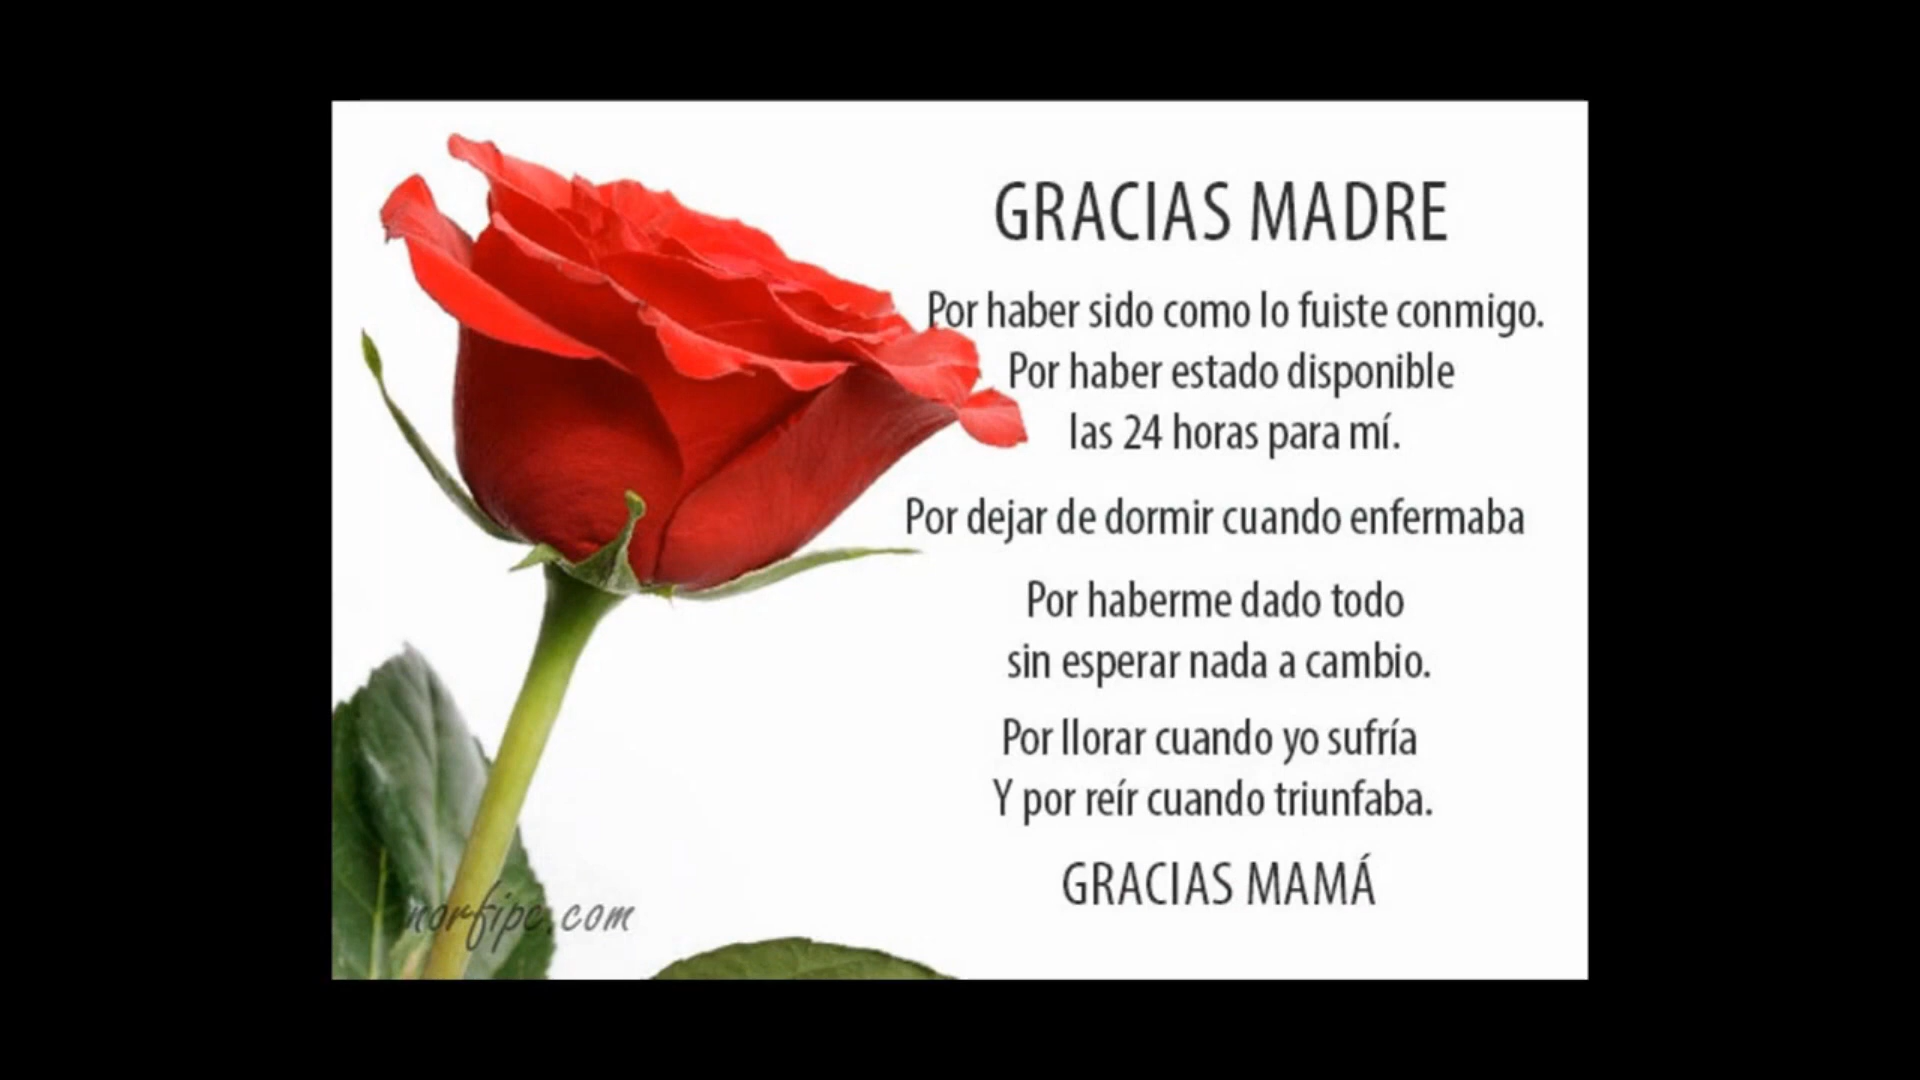 GRACIAS MADRE
Por haber sido como lo fuiste conmigo.
Por haber estado disponible
las 24 horas para mí.
Por dejar de dormir cuando enfermaba
Por haberme dado todo
sin esperar nada a cambio.
Por llorar cuando yo sufría
Y por reír cuando triunfaba.
GRACIAS MAMÁ
norfipc.com